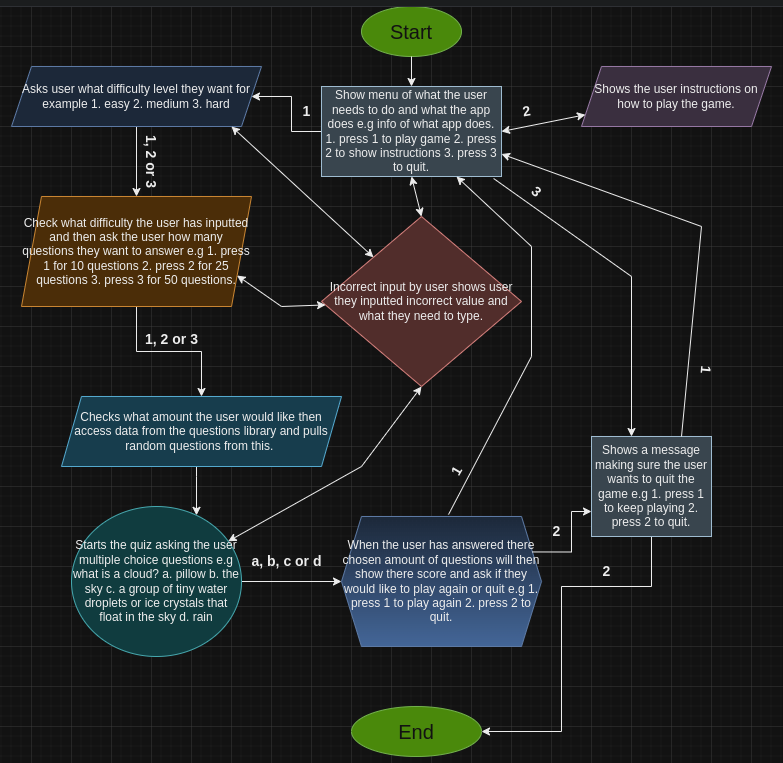 Start
Asks user what difficulty level they want for
example 1. easy 2. medium 3. hard
1
Show menu of what the user
needs to do and what the app
does e.g info of what app does.
1. press 1 to play game 2. press
2 to show instructions 3. press 3
to quit.
2
Shows the user instructions on
how to play the game.
1, 2 or 3
3
Check what difficulty the user has inputted
and then ask the user how many
questions they want to answer e.g 1. press
1 for 10 questions 2. press 2 for 25
questions 3. press 3 for 50 questions.
Incorrect input by user shows user
they inputted incorrect value and
what they need to type.
1, 2 or 3
1
Checks what amount the user would like then
access data from the questions library and pulls
random questions from this.
1
Shows a message
making sure the user
wants to quit the
game e.g 1. press 1
to keep playing 2.
press 2 to quit.
Starts the quiz asking the user
multiple choice questions e.g
what is a cloud? a. pillow b. the
sky c. a group of tiny water
droplets or ice crystals that
float in the sky d. rain
a, b, c or d
When the user has answered there
chosen amount of questions will then
show there score and ask if they
would like to play again or quit e.g 1.
press 1 to play again 2. press 2 to
quit.
2
2
End